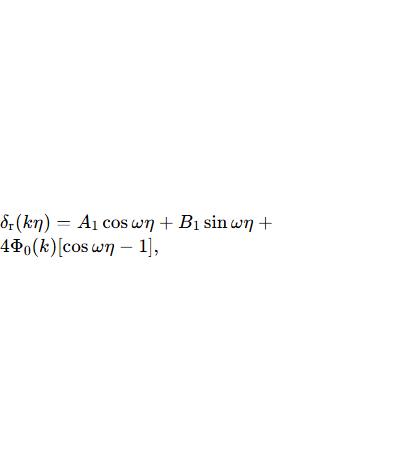 δᵣ(kη) = A₁ cos ωη + B₁ sin ωη +
4Φ₀(k)[cos ωη − 1],